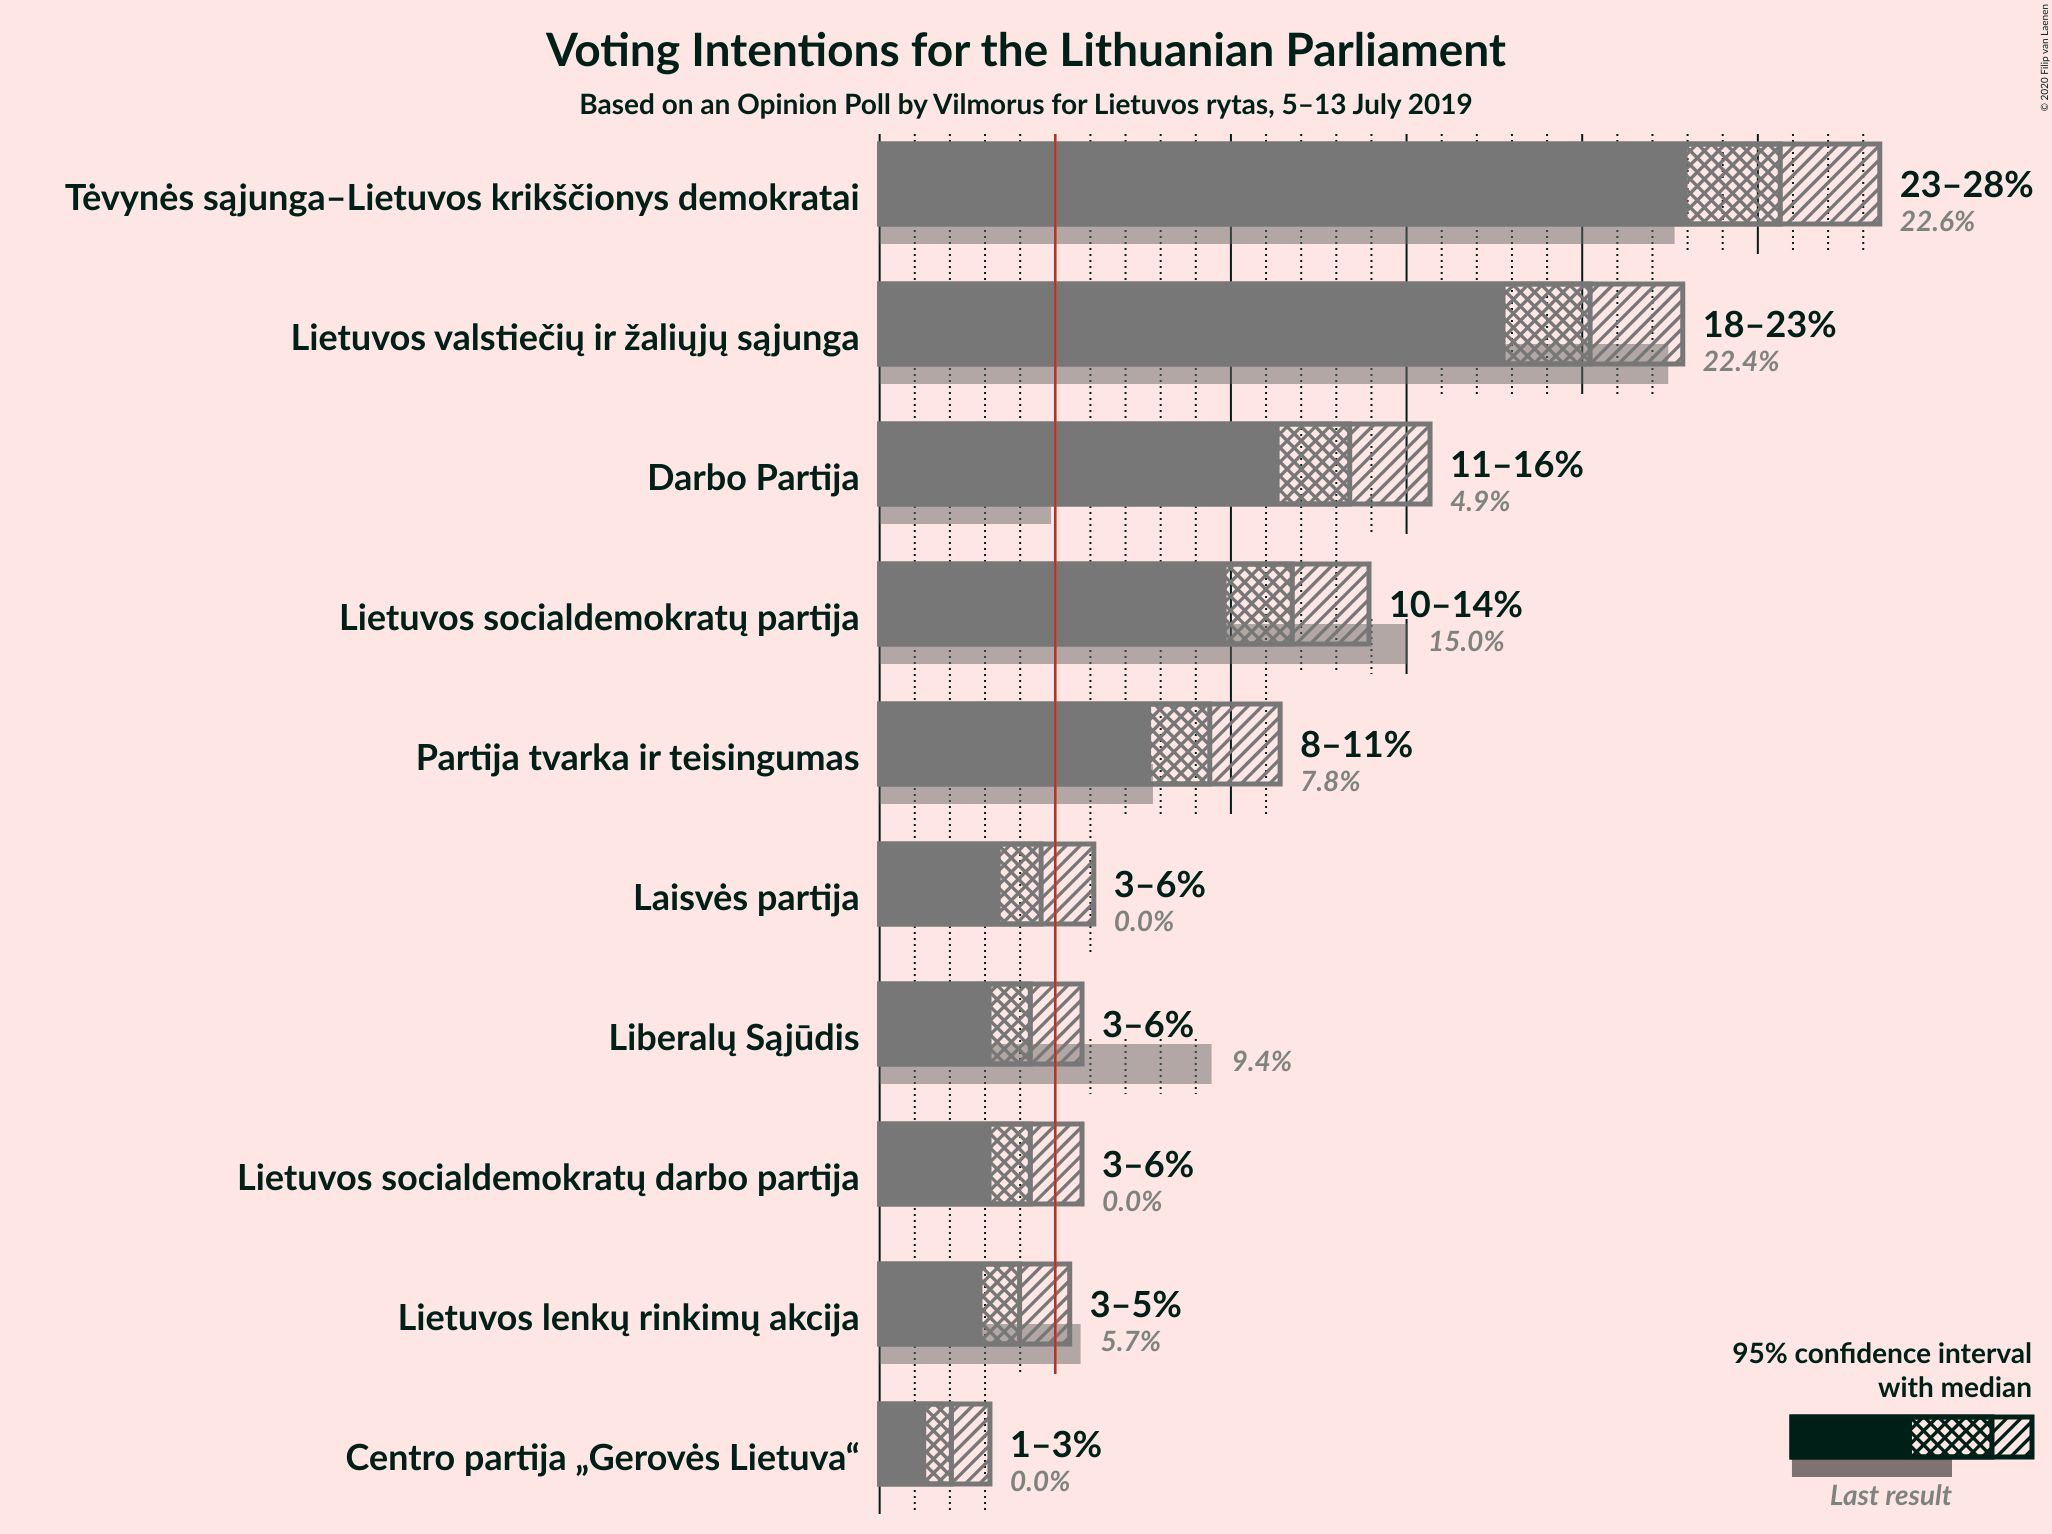 Voting Intentions for the Lithuanian Parliament
Based on an Opinion Poll by Vilmorus for Lietuvos rytas, 5–13 July 2019
© 2020 Filip van Laenen
Tėvynės sąjunga–Lietuvos krikščionys demokratai
23–28%
22.6%
Lietuvos valstiečių ir žaliųjų sąjunga
18–23%
22.4%
Darbo Partija
11–16%
4.9%
Lietuvos socialdemokratų partija
10–14%
15.0%
Partija tvarka ir teisingumas
8–11%
7.8%
Laisvės partija
3–6%
0.0%
Liberalų Sąjūdis
3–6%
9.4%
Lietuvos socialdemokratų darbo partija
3–6%
0.0%
Lietuvos lenkų rinkimų akcija
3–5%
5.7%
Centro partija „Gerovės Lietuva“
1–3%
0.0%
95% confidence interval
with median
Last result